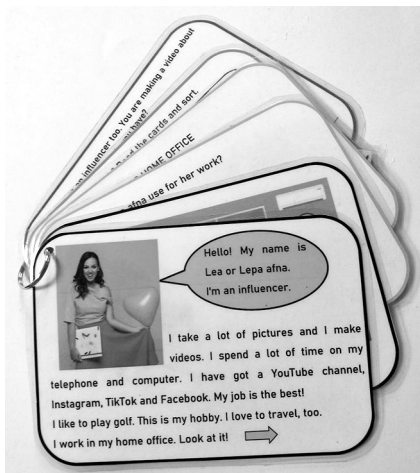 an influencer too. You are making a video about
you have?
Read the cards and sort.
HOME OFFICE
afna use for her work?
Hello! My name is
Lea or Lepa afna.
I'm an influencer.
I take a lot of pictures and I make
videos. I spend a lot of time on my
telephone and computer. I have got a YouTube channel,
Instagram, TikTok and Facebook. My job is the best!
I like to play golf. This is my hobby. I love to travel, too.
I work in my home office. Look at it!